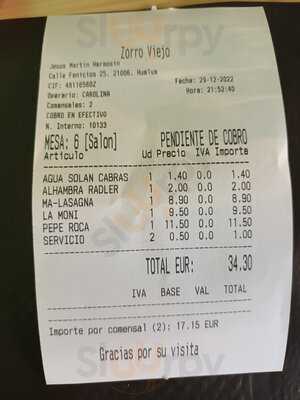 Zorro Viejo
Jesus Martin Hermosin
Calle Fenicios 25, 21006, Huelva
CIF: 48116560Z
Operario: CAROLINA
Comensales: 2
COBRO EN EFECTIVO
N. Interno: 10133
Fecha: 29-12-2022
Hora: 21:52:40
MESA: 6 [Salon] PENDIENTE DE COBRO
Articulo Ud Precio IVA Importe
AGUA SOLAN CABRAS 1 1.40 0.0 1.40
ALHAMBRA RADLER 1 2.00 0.0 2.00
MA-LASAGNA 1 8.90 0.0 8.90
LA MONI 1 9.50 0.0 9.50
PEPE ROCA 1 11.50 0.0 11.50
SERVICIO 2 0.50 0.0 1.00
TOTAL EUR: 34.30
IVA BASE VAL TOTAL
Importe por comensal (2): 17.15 EUR
Gracias por su visita